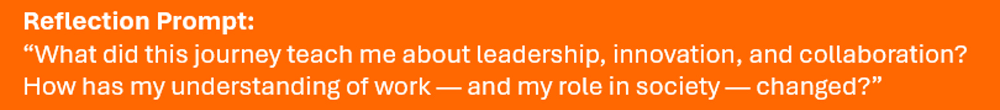 Reflection Prompt:
“What did this journey teach me about leadership, innovation, and collaboration?
How has my understanding of work — and my role in society — changed?”